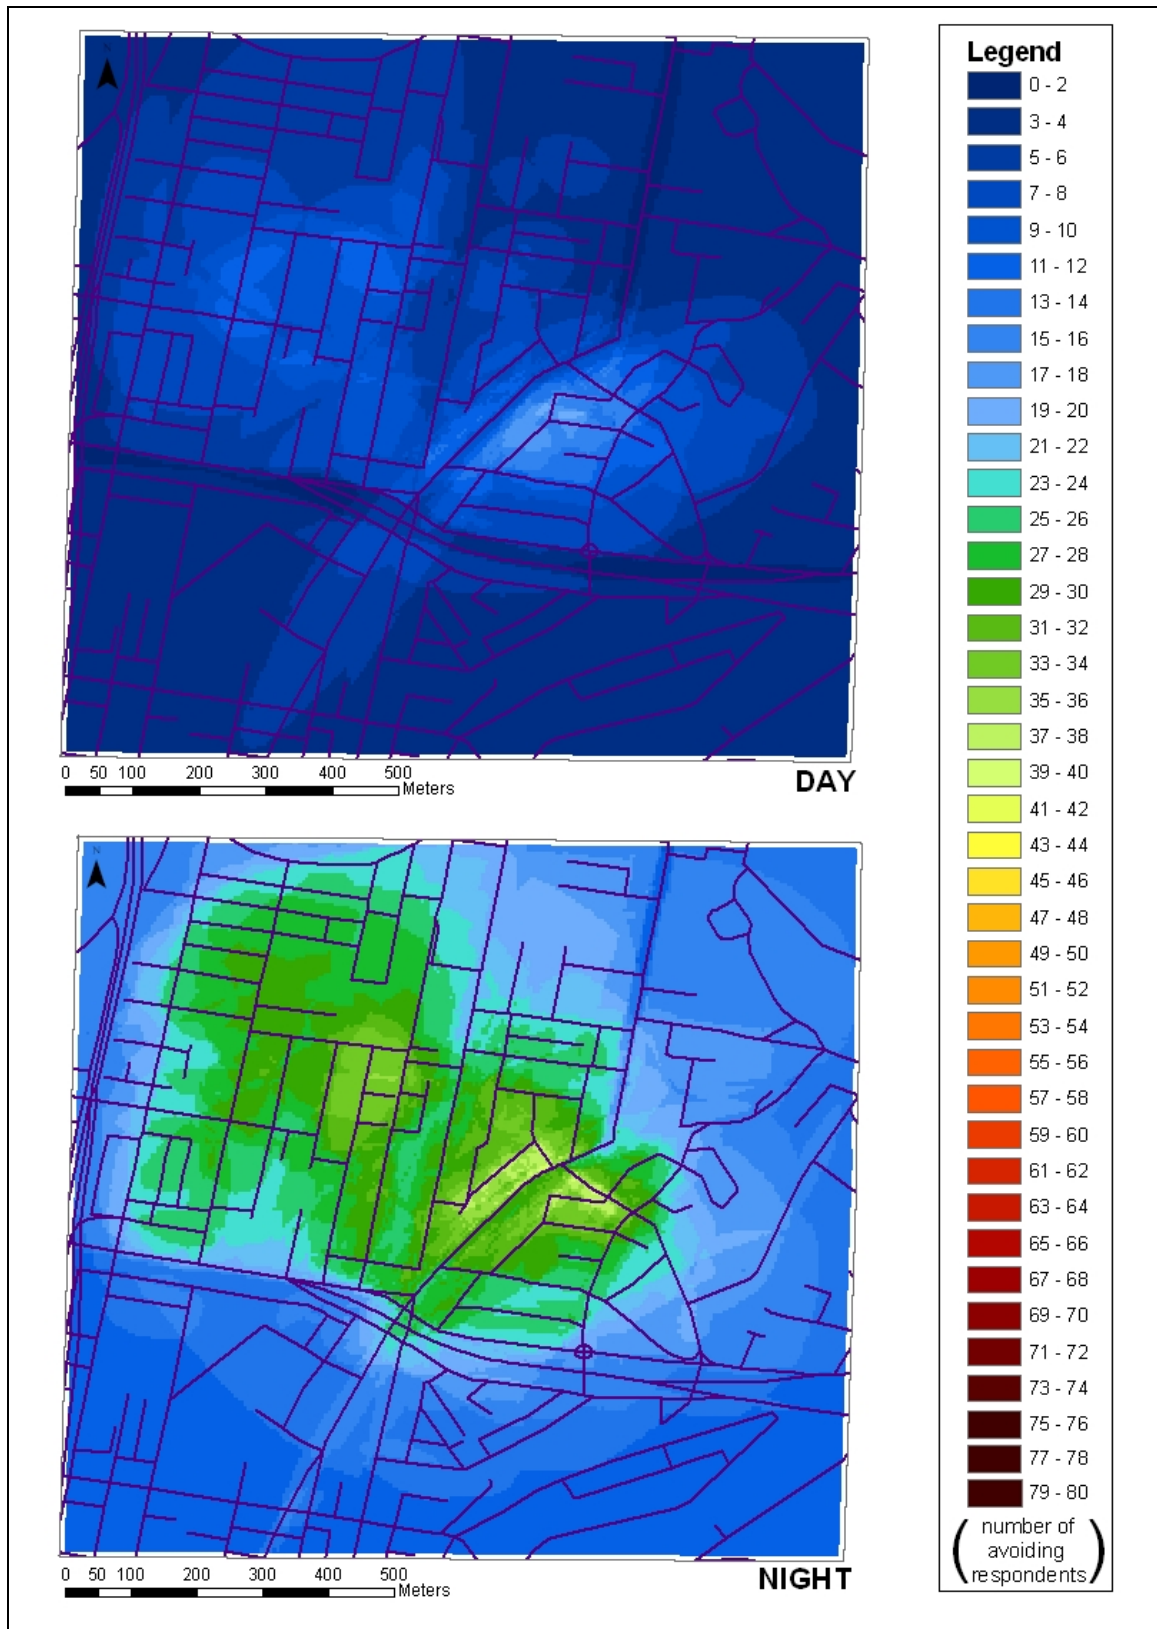 N
0 50 100 200 300 400 500
Meters
DAY
N
0 50 100 200 300 400 500
Meters
NIGHT
Legend
0 - 2
3 - 4
5 - 6
7 - 8
9 - 10
11 - 12
13 - 14
15 - 16
17 - 18
19 - 20
21 - 22
23 - 24
25 - 26
27 - 28
29 - 30
31 - 32
33 - 34
35 - 36
37 - 38
39 - 40
41 - 42
43 - 44
45 - 46
47 - 48
49 - 50
51 - 52
53 - 54
55 - 56
57 - 58
59 - 60
61 - 62
63 - 64
65 - 66
67 - 68
69 - 70
71 - 72
73 - 74
75 - 76
77 - 78
79 - 80
( number of
avoiding
respondents )